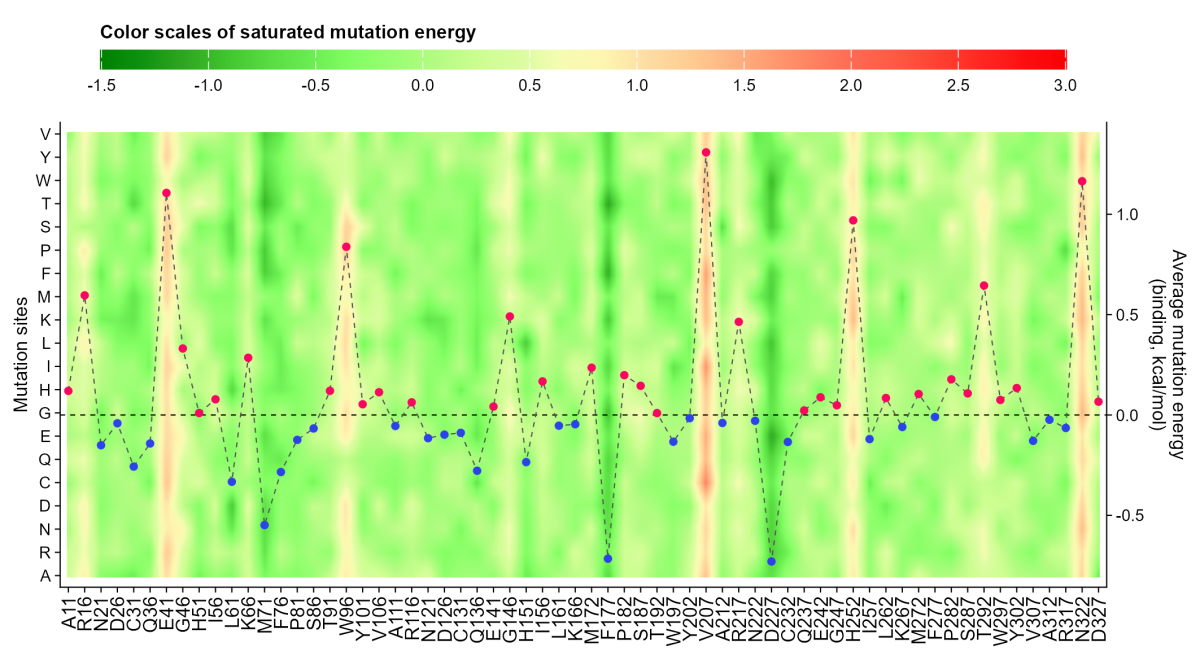 Color scales of saturated mutation energy
-1.5 -1.0 -0.5 0.0 0.5 1.0 1.5 2.0 2.5 3.0
Mutation sites
V
Y
W
T
S
P
F
M
K
L
I
H
G
E
Q
C
D
N
R
A
1.0
0.5
0.0
-0.5
Average mutation energy
(binding, kcal/mol)
A11 R16 N21 D26 C31 Q36 E41 G46 H51 I56 L61 K66 M71 F76 P81 S86 T91 W96 Y101 V106 A111 R116 N121 D126 C131 Q136 E141 G146 H151 I156 L161 K166 M172 F177 P182 S187 T192 W197 Y202 V207 A212 R217 N222 D227 C232 Q237 E242 G247 H252 I257 L262 K267 M272 F277 P282 S287 T292 W297 Y302 V307 A312 R317 N322 D327